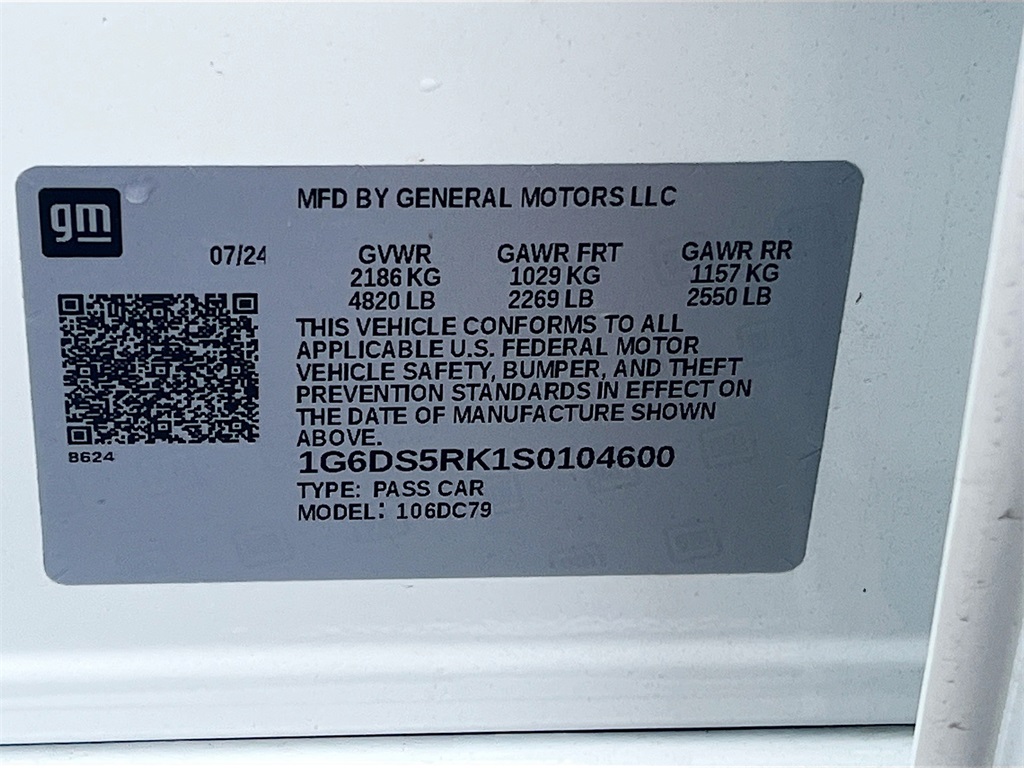 gm
MFD BY GENERAL MOTORS LLC
07/24 GVWR GAWR FRT GAWR RR
2186 KG 1029 KG 1157 KG
4820 LB 2269 LB 2550 LB
THIS VEHICLE CONFORMS TO ALL
APPLICABLE U.S. FEDERAL MOTOR
VEHICLE SAFETY, BUMPER, AND THEFT
PREVENTION STANDARDS IN EFFECT ON
THE DATE OF MANUFACTURE SHOWN
ABOVE.
B624
1G6DS5RK1S0104600
TYPE: PASS CAR
MODEL: 106DC79